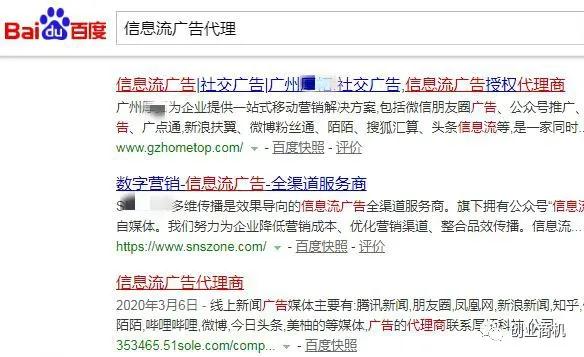 Bai du 百度
信息流广告代理
信息流广告|社交广告|广州 社交广告,信息流广告授权代理商
广州 为企业提供一站式移动营销解决方案,包括微信朋友圈广告、公众号推广、
告、广点通,新浪扶翼、微博粉丝通、陌陌、搜狐汇算、头条信息流等,是一家同时...
www.gzhometop.com/ - 百度快照 - 评价
数字营销-信息流广告-全渠道服务商
S 多维传播是效果导向的信息流广告全渠道服务商。旗下拥有公众号“信息流
自媒体。我们努力为企业降低营销成本、优化营销渠道、整合品效传播。信息流...
https://www.snszone.com/ - 百度快照 - 评价
信息流广告代理商
2020年3月6日 - 线上新闻广告媒体主要有:腾讯新闻,朋友圈,凤凰网,新浪新闻,知乎,
陌陌,哔哩哔哩,微博,今日头条,美柚的等媒体,广告的代理商联系 科技公司
353465.51sole.com/comp... - 百度快照
创业商机